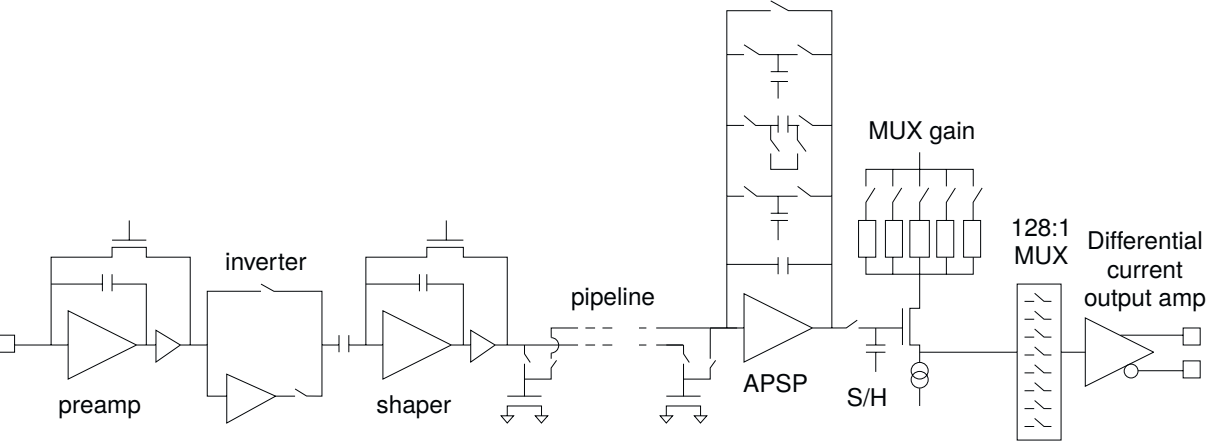 preamp
inverter
shaper
pipeline
APSP
S/H
MUX gain
128:1
MUX
Differential
current
output amp